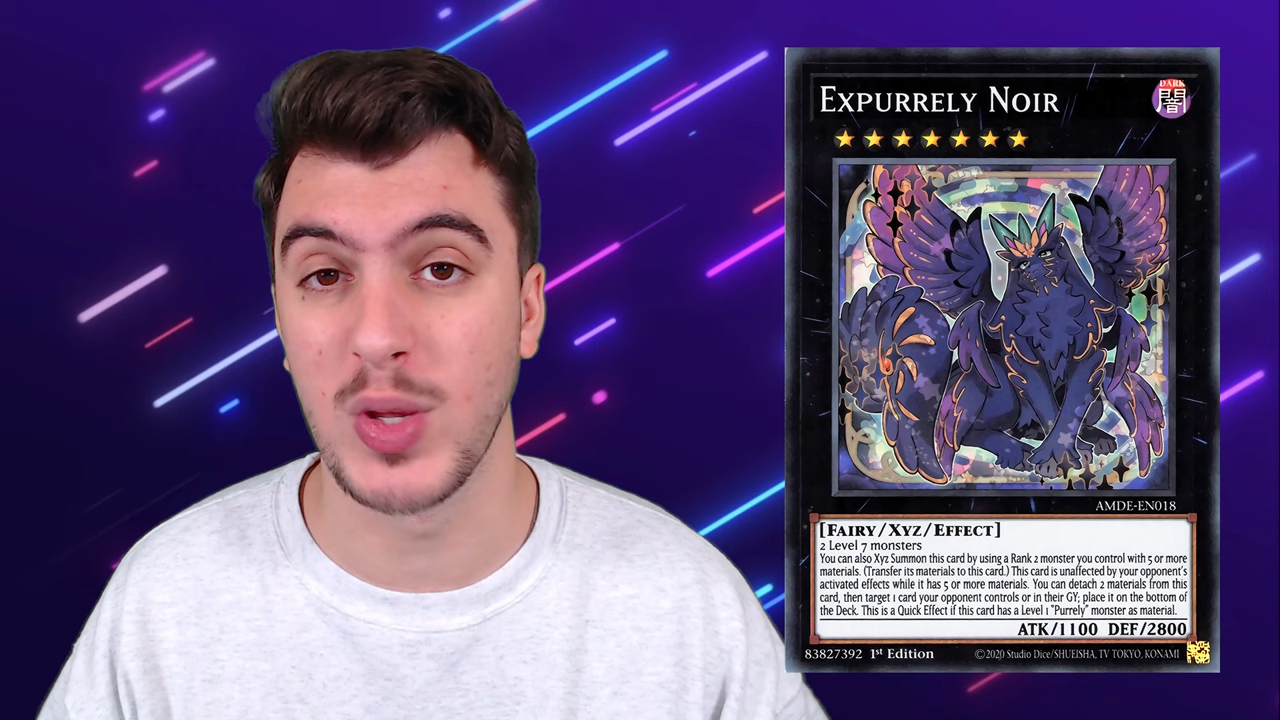 EXPURRELY NOIR
DARK
闇
AMDE-EN018
[FAIRY/XYZ/EFFECT]
2 Level 7 monsters
You can also Xyz Summon this card by using a Rank 2 monster you control with 5 or more
materials. (Transfer its materials to this card.) This card is unaffected by your opponent's
activated effects while it has 5 or more materials. You can detach 2 materials from this
card, then target 1 card your opponent controls or in their GY; place it on the bottom of
the Deck. This is a Quick Effect if this card has a Level 1 "Purrely" monster as material.
ATK/1100 DEF/2800
83827392 1st Edition ©2020 Studio Dice/SHUEISHA, TV TOKYO, KONAMI